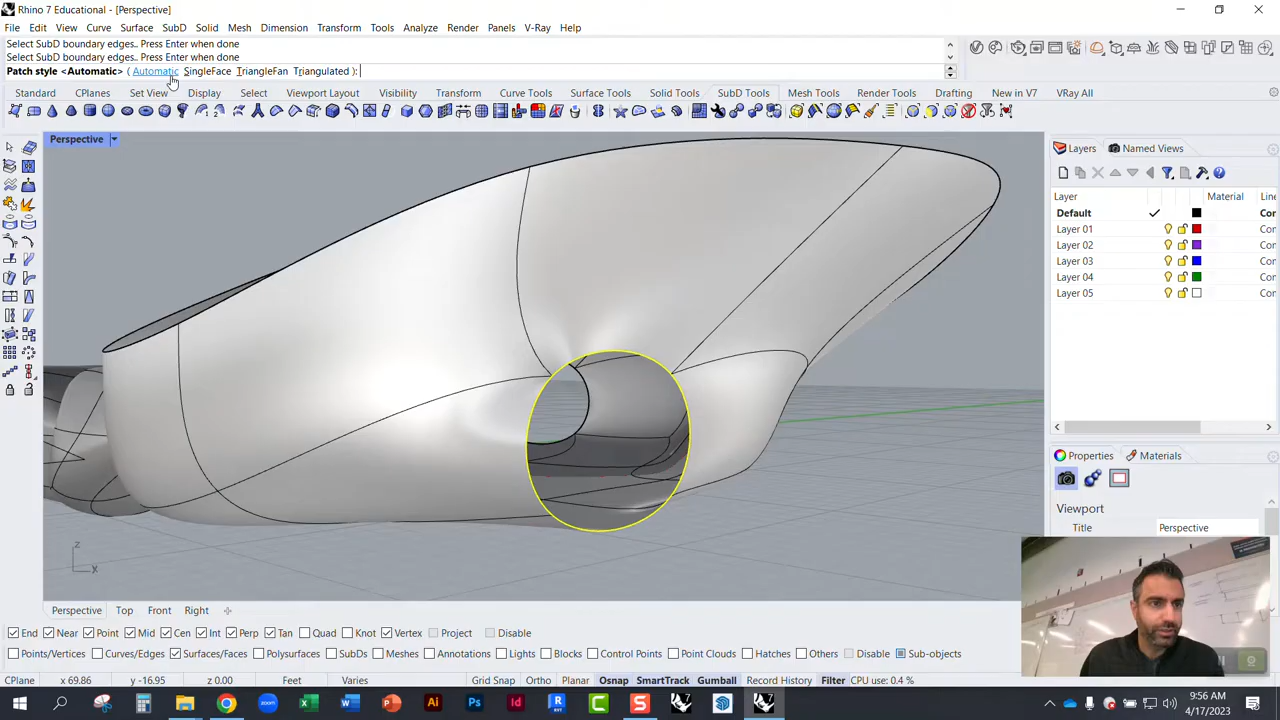 Rhino 7 Educational - [Perspective]
File Edit View Curve Surface SubD Solid Mesh Dimension Transform Tools Analyze Render Panels V-Ray Help
Select SubD boundary edges.. Press Enter when done
Select SubD boundary edges.. Press Enter when done
Patch style <Automatic> ( Automatic SingleFace TriangleFan Triangulated ):
Standard CPlanes Set View Display Select Viewport Layout Visibility Transform Curve Tools Surface Tools Solid Tools SubD Tools Mesh Tools Render Tools Drafting New in V7 VRay All
Perspective
Layers Named Views
Layer Material Line
Default Con
Layer 01 Con
Layer 02 Con
Layer 03 Con
Layer 04 Con
Layer 05 Con
Properties Materials
Viewport
Title Perspective
z
x
Perspective Top Front Right
End Near Point Mid Cen Int Perp Tan Quad Knot Vertex Project Disable
Points/Vertices Curves/Edges Surfaces/Faces Polysurfaces SubDs Meshes Annotations Lights Blocks Control Points Point Clouds Hatches Others Disable Sub-objects
CPlane x 69.86 y -16.95 z 0.00 Feet Varies Grid Snap Ortho Planar Osnap SmartTrack Gumball Record History Filter CPU use: 0.4 %
9:56 AM
4/17/2023